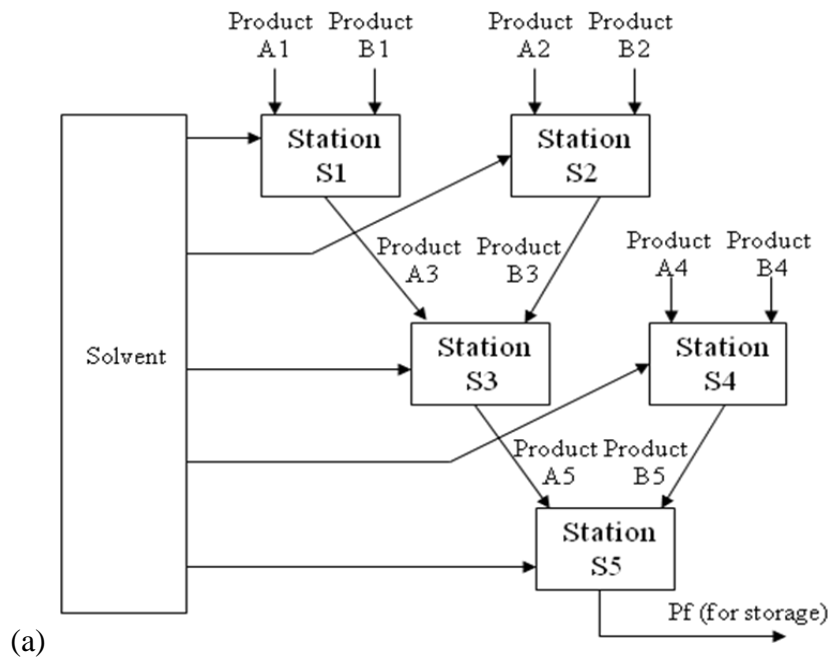 Product
A1
Product
B1
Product
A2
Product
B2
Station
S1
Station
S2
Product
A3
Product
B3
Product
A4
Product
B4
Solvent
Station
S3
Station
S4
Product
A5
Product
B5
Station
S5
Pf (for storage)
(a)